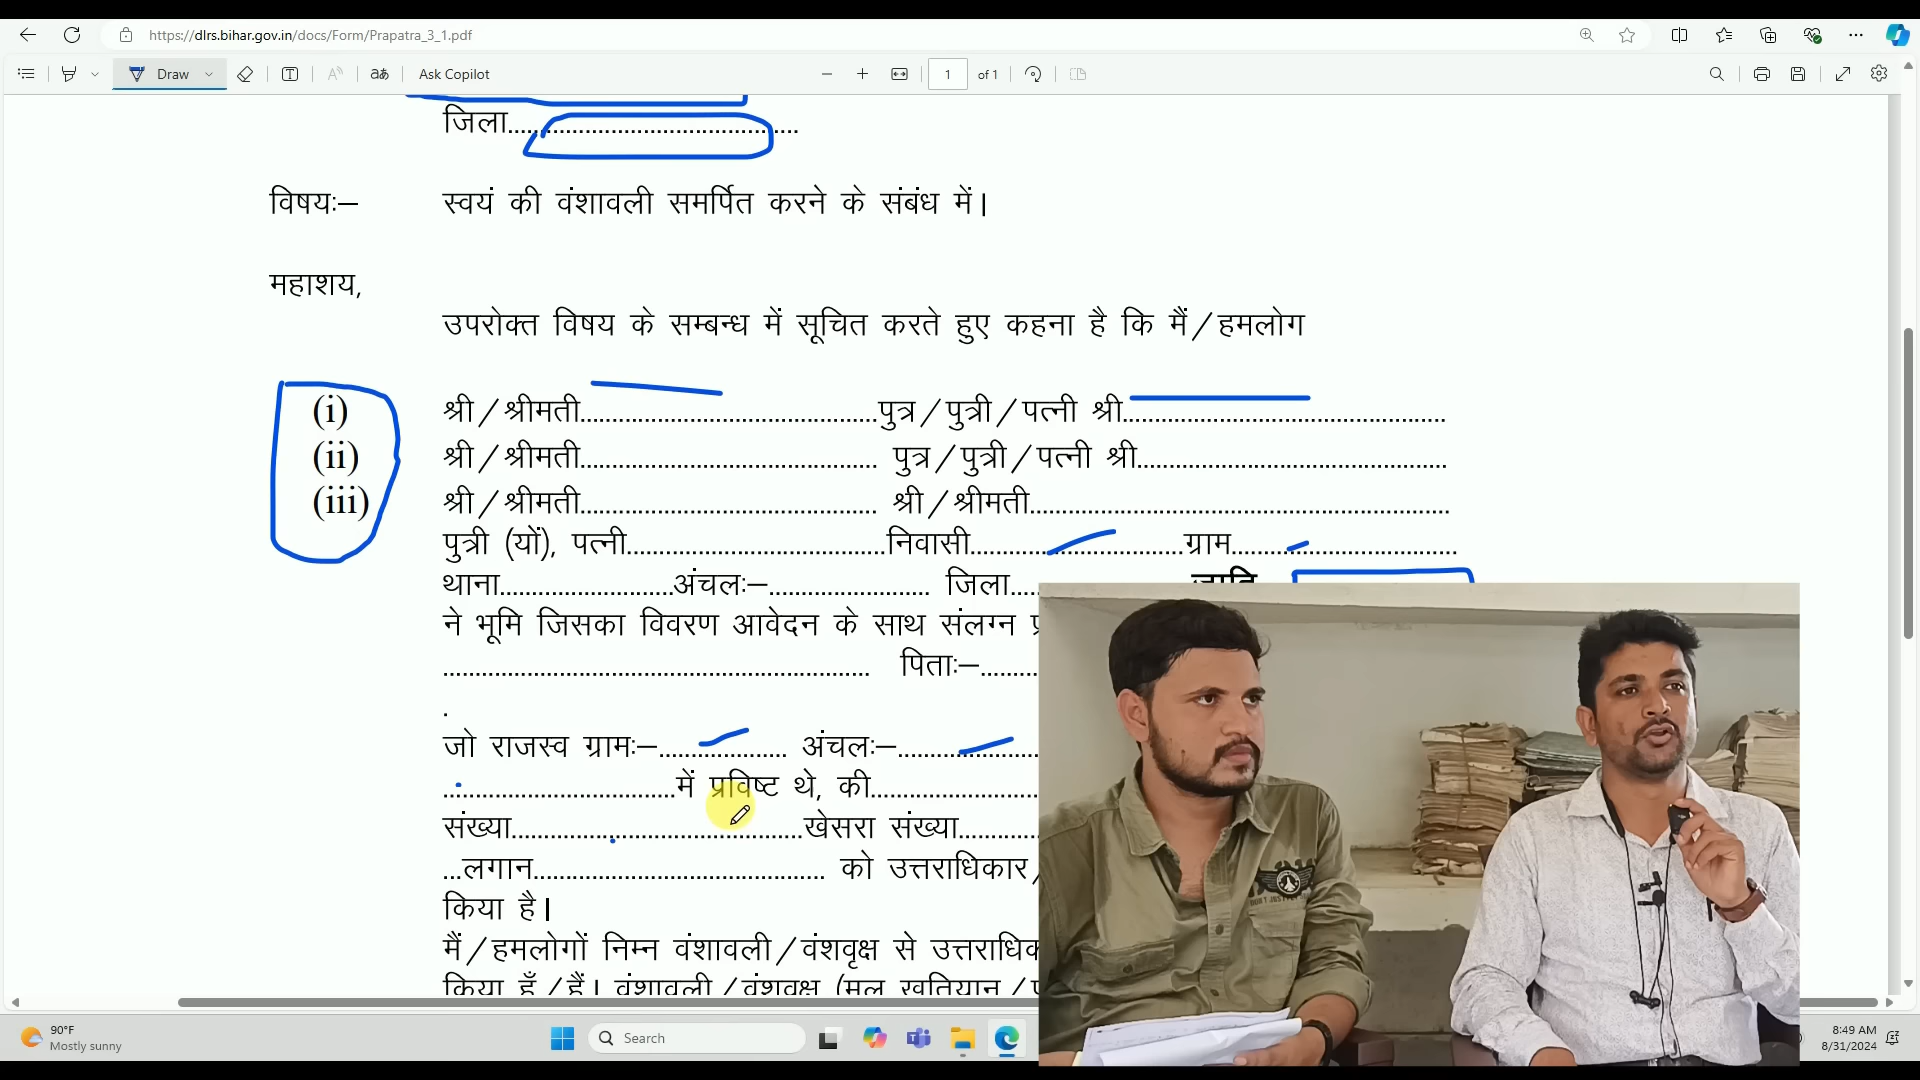 https://dlrs.bihar.gov.in/docs/Form/Prapatra_3_1.pdf
Draw
Ask Copilot
1 of 1
जिला..............................................
विषयः– स्वयं की वंशावली समर्पित करने के संबंध में।
महाशय,
उपरोक्त विषय के सम्बन्ध में सूचित करते हुए कहना है कि मैं/हमलोग
(i) श्री/श्रीमती..............................................पुत्र/पुत्री/पत्नी श्री..................................................
(ii) श्री/श्रीमती.............................................. पुत्र/पुत्री/पत्नी श्री................................................
(iii) श्री/श्रीमती.............................................. श्री/श्रीमती.................................................................
पुत्री (यों), पत्नी........................................निवासी.................................ग्राम...................................
थाना...........................अंचलः–......................... जिला..... जाति
ने भूमि जिसका विवरण आवेदन के साथ संलग्न
.................................................................. पिताः–.........
.
जो राजस्व ग्रामः–.................... अंचलः–......................
....................................में प्रविष्ट थे, की..........................
संख्या.............................................खेसरा संख्या............
...लगान............................................. को उत्तराधिकार/
किया है।
मैं/हमलोगों निम्न वंशावली/वंशवृक्ष से
किया हूँ/हैं। वंशावली/वंशवृक्ष (मूल खतियान/
90°F
Mostly sunny
Search
8:49 AM
8/31/2024